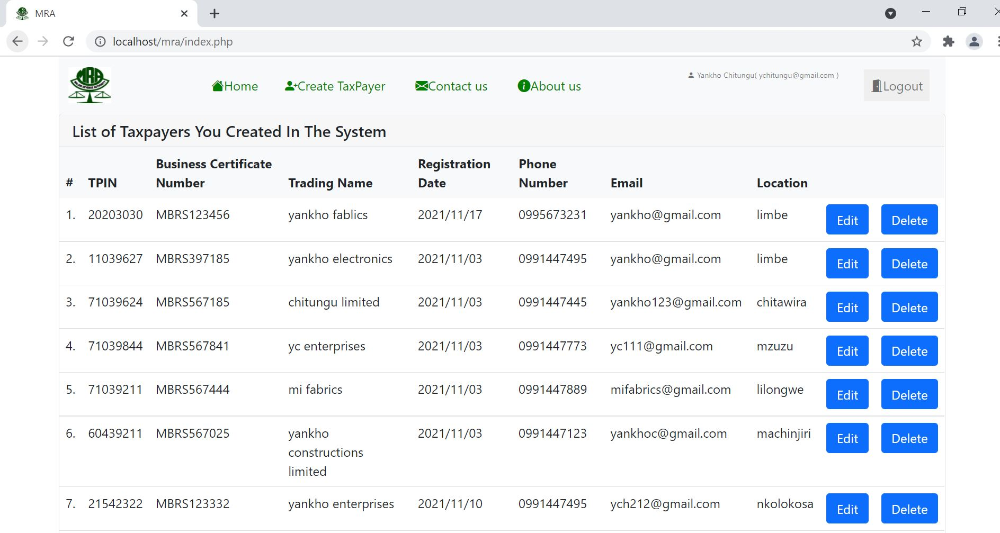 MRA
localhost/mra/index.php
MRA
MALAWI REVENUE AUTHORITY
Home
Create TaxPayer
Contact us
About us
Yankho Chitungu( ychitungu@gmail.com )
Logout
List of Taxpayers You Created In The System
# TPIN Business Certificate Number Trading Name Registration Date Phone Number Email Location
1. 20203030 MBRS123456 yankho fablics 2021/11/17 0995673231 yankho@gmail.com limbe Edit Delete
2. 11039627 MBRS397185 yankho electronics 2021/11/03 0991447495 yankho@gmail.com limbe Edit Delete
3. 71039624 MBRS567185 chitungu limited 2021/11/03 0991447445 yankho123@gmail.com chitawira Edit Delete
4. 71039844 MBRS567841 yc enterprises 2021/11/03 0991447773 yc111@gmail.com mzuzu Edit Delete
5. 71039211 MBRS567444 mi fabrics 2021/11/03 0991447889 mifabrics@gmail.com lilongwe Edit Delete
6. 60439211 MBRS567025 yankho constructions limited 2021/11/03 0991447123 yankhoc@gmail.com machinjiri Edit Delete
7. 21542322 MBRS123332 yankho enterprises 2021/11/10 0991447495 ych212@gmail.com nkolokosa Edit Delete